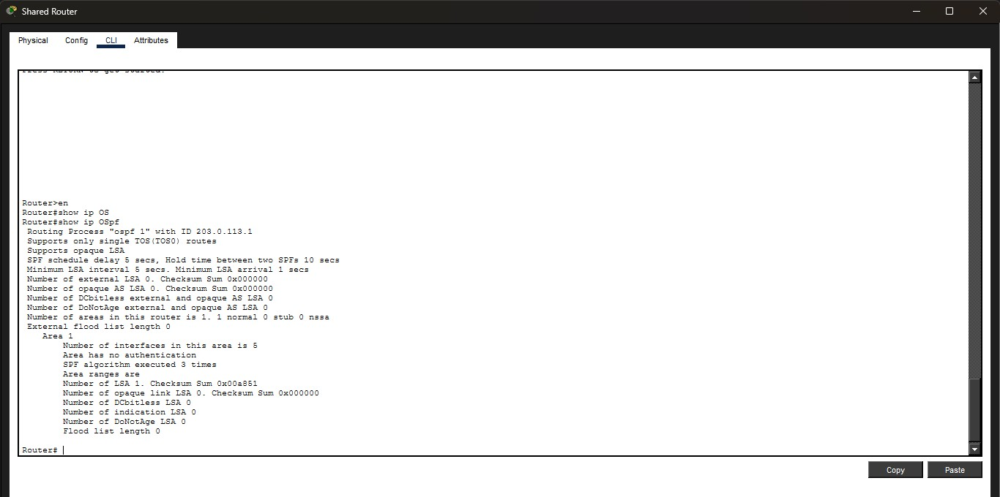 Shared Router
Physical Config CLI Attributes
Press RETURN to get started.
Router>en
Router#show ip OS
Router#show ip OSpf
Routing Process "ospf 1" with ID 203.0.113.1
Supports only single TOS(TOS0) routes
Supports opaque LSA
SPF schedule delay 5 secs, Hold time between two SPFs 10 secs
Minimum LSA interval 5 secs. Minimum LSA arrival 1 secs
Number of external LSA 0. Checksum Sum 0x000000
Number of opaque AS LSA 0. Checksum Sum 0x000000
Number of DCbitless external and opaque AS LSA 0
Number of DoNotAge external and opaque AS LSA 0
Number of areas in this router is 1. 1 normal 0 stub 0 nssa
External flood list length 0
Area 1
Number of interfaces in this area is 5
Area has no authentication
SPF algorithm executed 3 times
Area ranges are
Number of LSA 1. Checksum Sum 0x00a851
Number of opaque link LSA 0. Checksum Sum 0x000000
Number of DCbitless LSA 0
Number of indication LSA 0
Number of DoNotAge LSA 0
Flood list length 0
Router#
Copy Paste